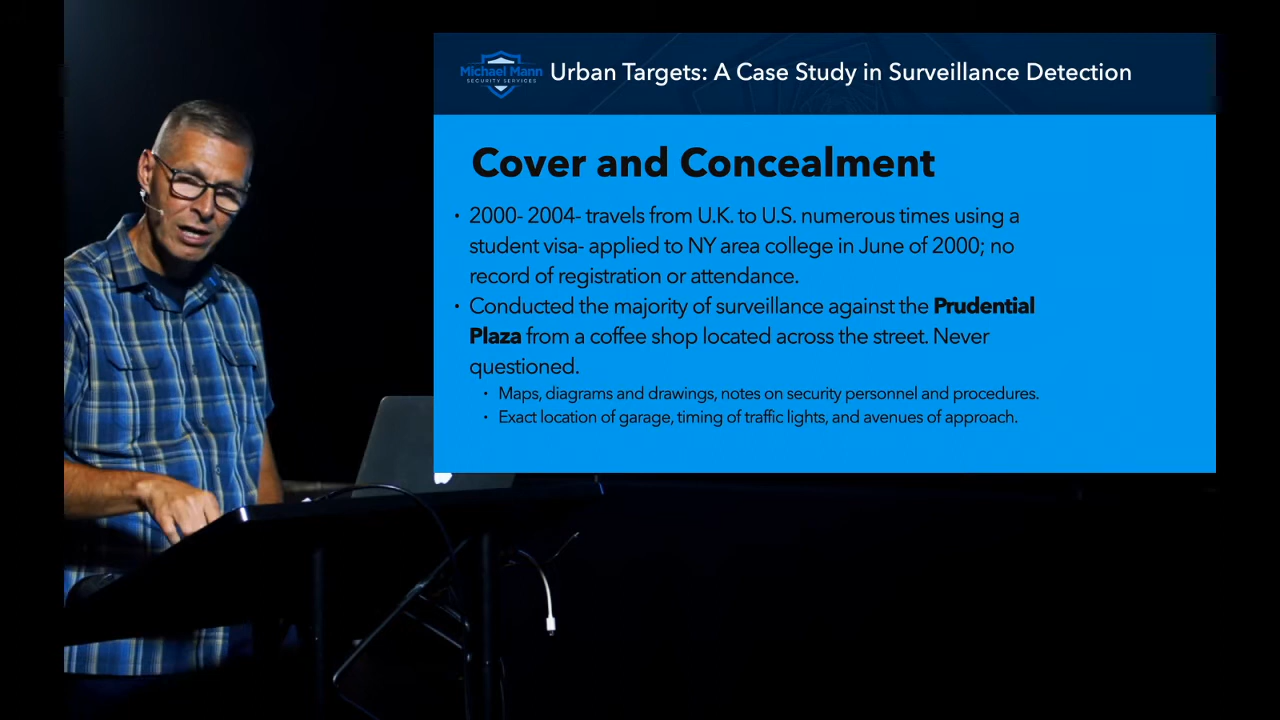 Michael Mann
SECURITY SERVICES
Urban Targets: A Case Study in Surveillance Detection
Cover and Concealment
• 2000- 2004- travels from U.K. to U.S. numerous times using a
student visa- applied to NY area college in June of 2000; no
record of registration or attendance.
• Conducted the majority of surveillance against the Prudential
Plaza from a coffee shop located across the street. Never
questioned.
• Maps, diagrams and drawings, notes on security personnel and procedures.
• Exact location of garage, timing of traffic lights, and avenues of approach.